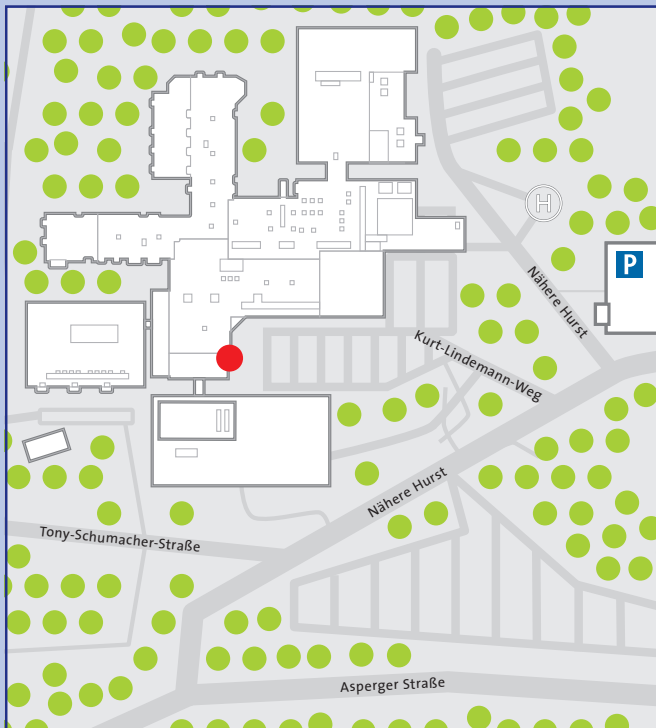 H
P
Nähere Hurst
Kurt-Lindemann-Weg
Nähere Hurst
Tony-Schumacher-Straße
Asperger Straße